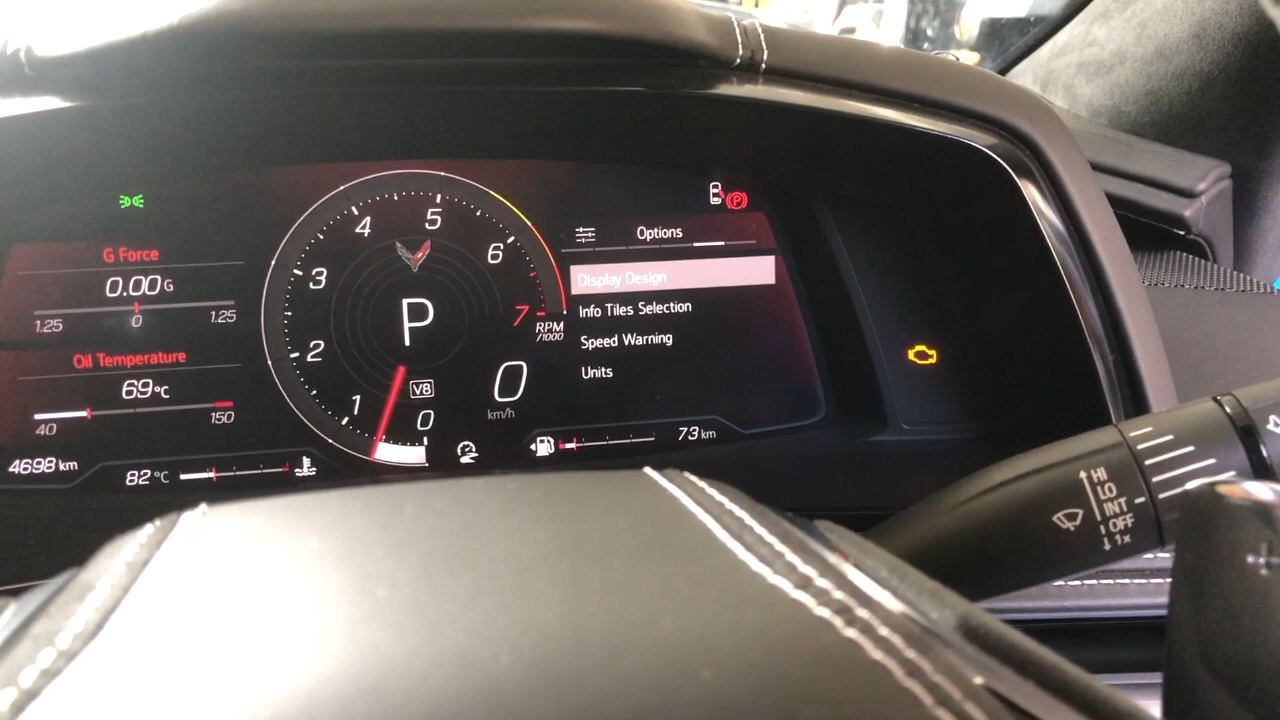 G Force
0.00 G
1.25 0 1.25
Oil Temperature
69°C
40 150
4698 km
82°C
0
1
2
3
4
5
6
7
RPM
/1000
P
V8
0
km/h
P
Options
Display Design
Info Tiles Selection
Speed Warning
Units
73 km
HI
LO
INT
OFF
1x